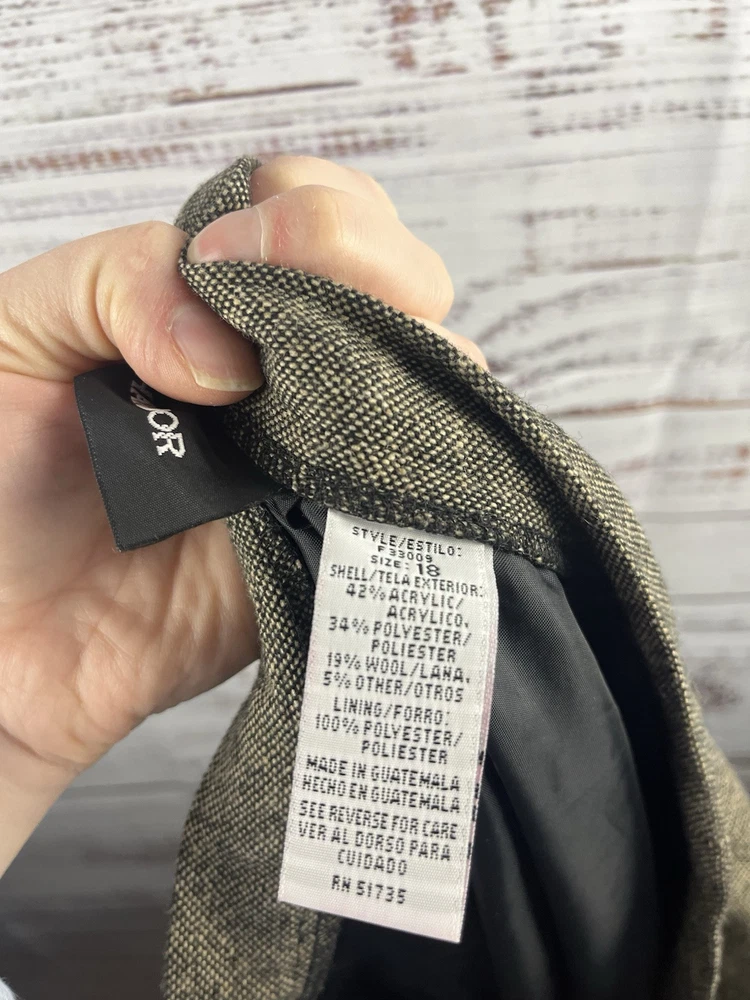 STYLE/ESTILO:
F33009
SIZE: 18
SHELL/TELA EXTERIOR:
42% ACRYLIC/
ACRYLICO,
34% POLYESTER/
POLIESTER
19% WOOL/LANA,
5% OTHER/OTROS
LINING/FORRO:
100% POLYESTER/
POLIESTER
MADE IN GUATEMALA
HECHO EN GUATEMALA
SEE REVERSE FOR CARE
VER AL DORSO PARA
CUIDADO
RN 51735